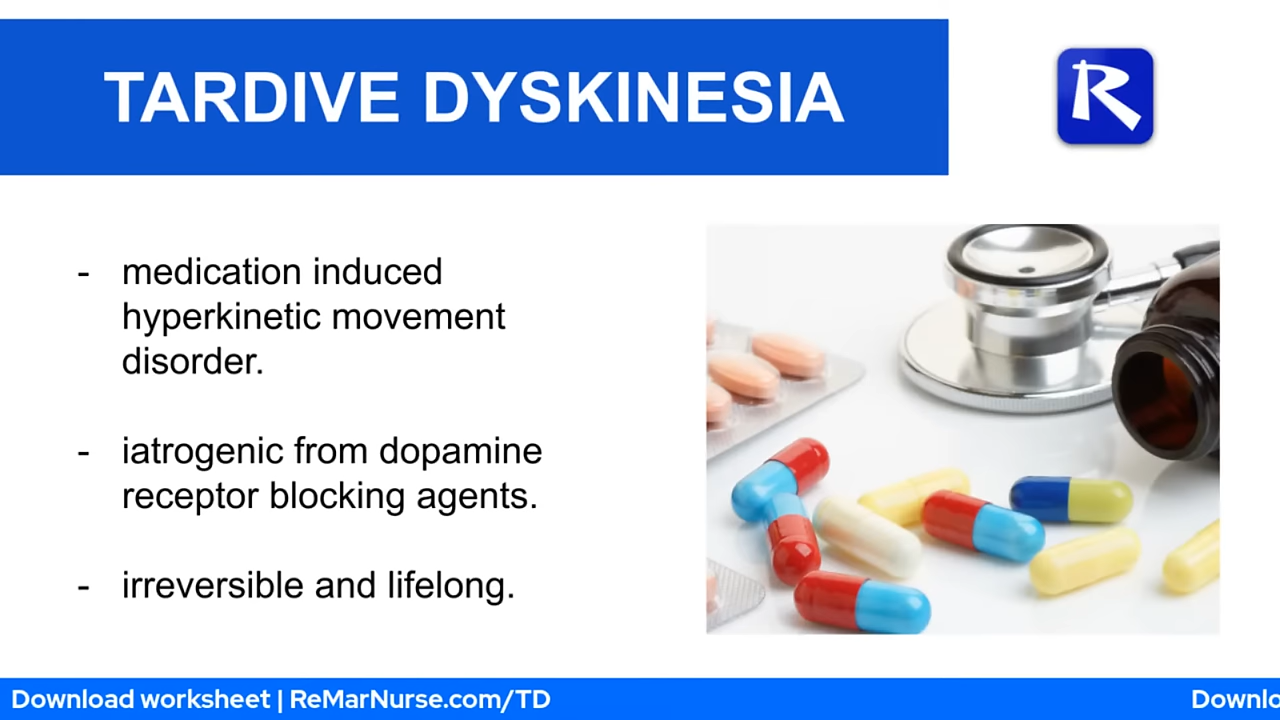 TARDIVE DYSKINESIA
R
- medication induced
hyperkinetic movement
disorder.
- iatrogenic from dopamine
receptor blocking agents.
- irreversible and lifelong.
Download worksheet | ReMarNurse.com/TD
Downlo